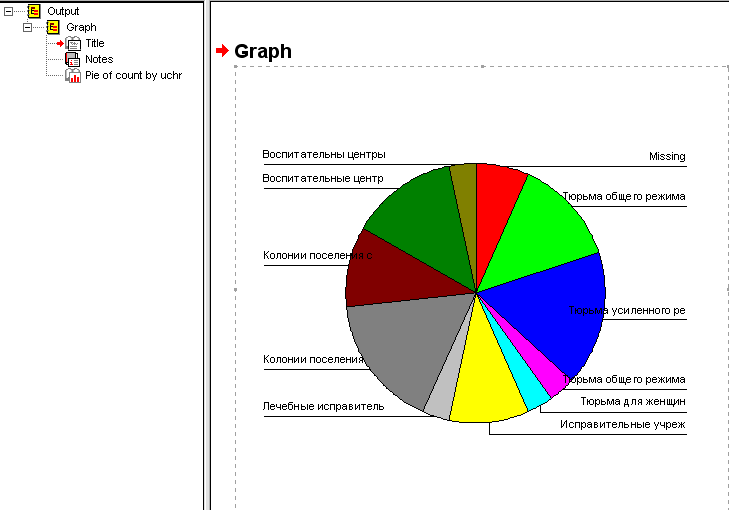 Output
Graph
Title
Notes
Pie of count by uchr
Graph
Воспитательны центры
Missing
Воспитательные центр
Тюрьма общего режима
Колонии поселения с
Тюрьма усиленного ре
Колонии поселения
Тюрьма общего режима
Тюрьма для женщин
Лечебные исправитель
Исправительные учреж